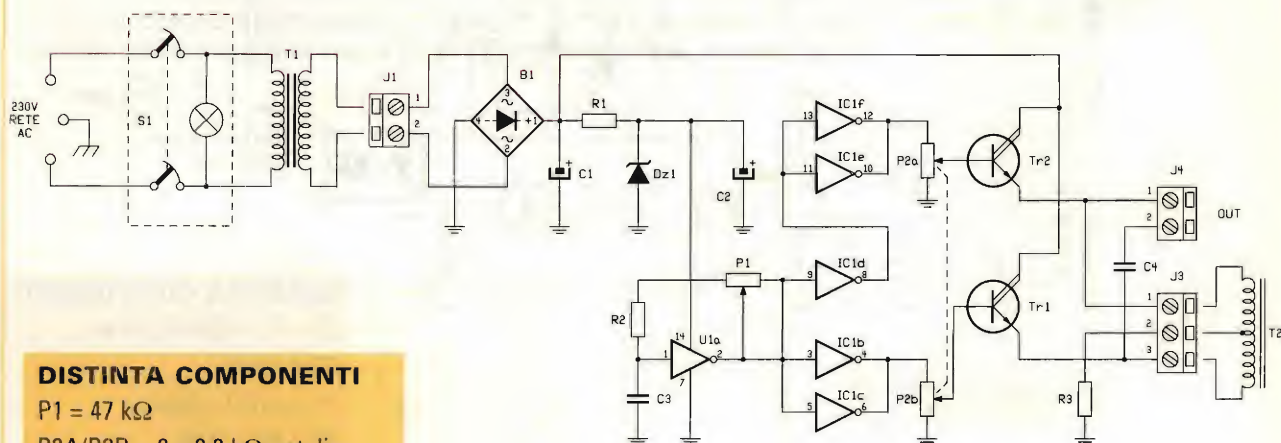 230V
RETE
AC
S1
T1
J1
1
2
B1
3
~
4
+1
~
2
R1
C1
Dz1
C2
P1
R2
14
1
U1a
2
7
C3
IC1f
13
12
IC1e
11
10
IC1d
9
8
IC1b
3
4
IC1c
5
6
P2a
P2b
Tr2
Tr1
J4
1
2
OUT
C4
J3
1
2
3
T2
R3
DISTINTA COMPONENTI
P1 = 47 kΩ